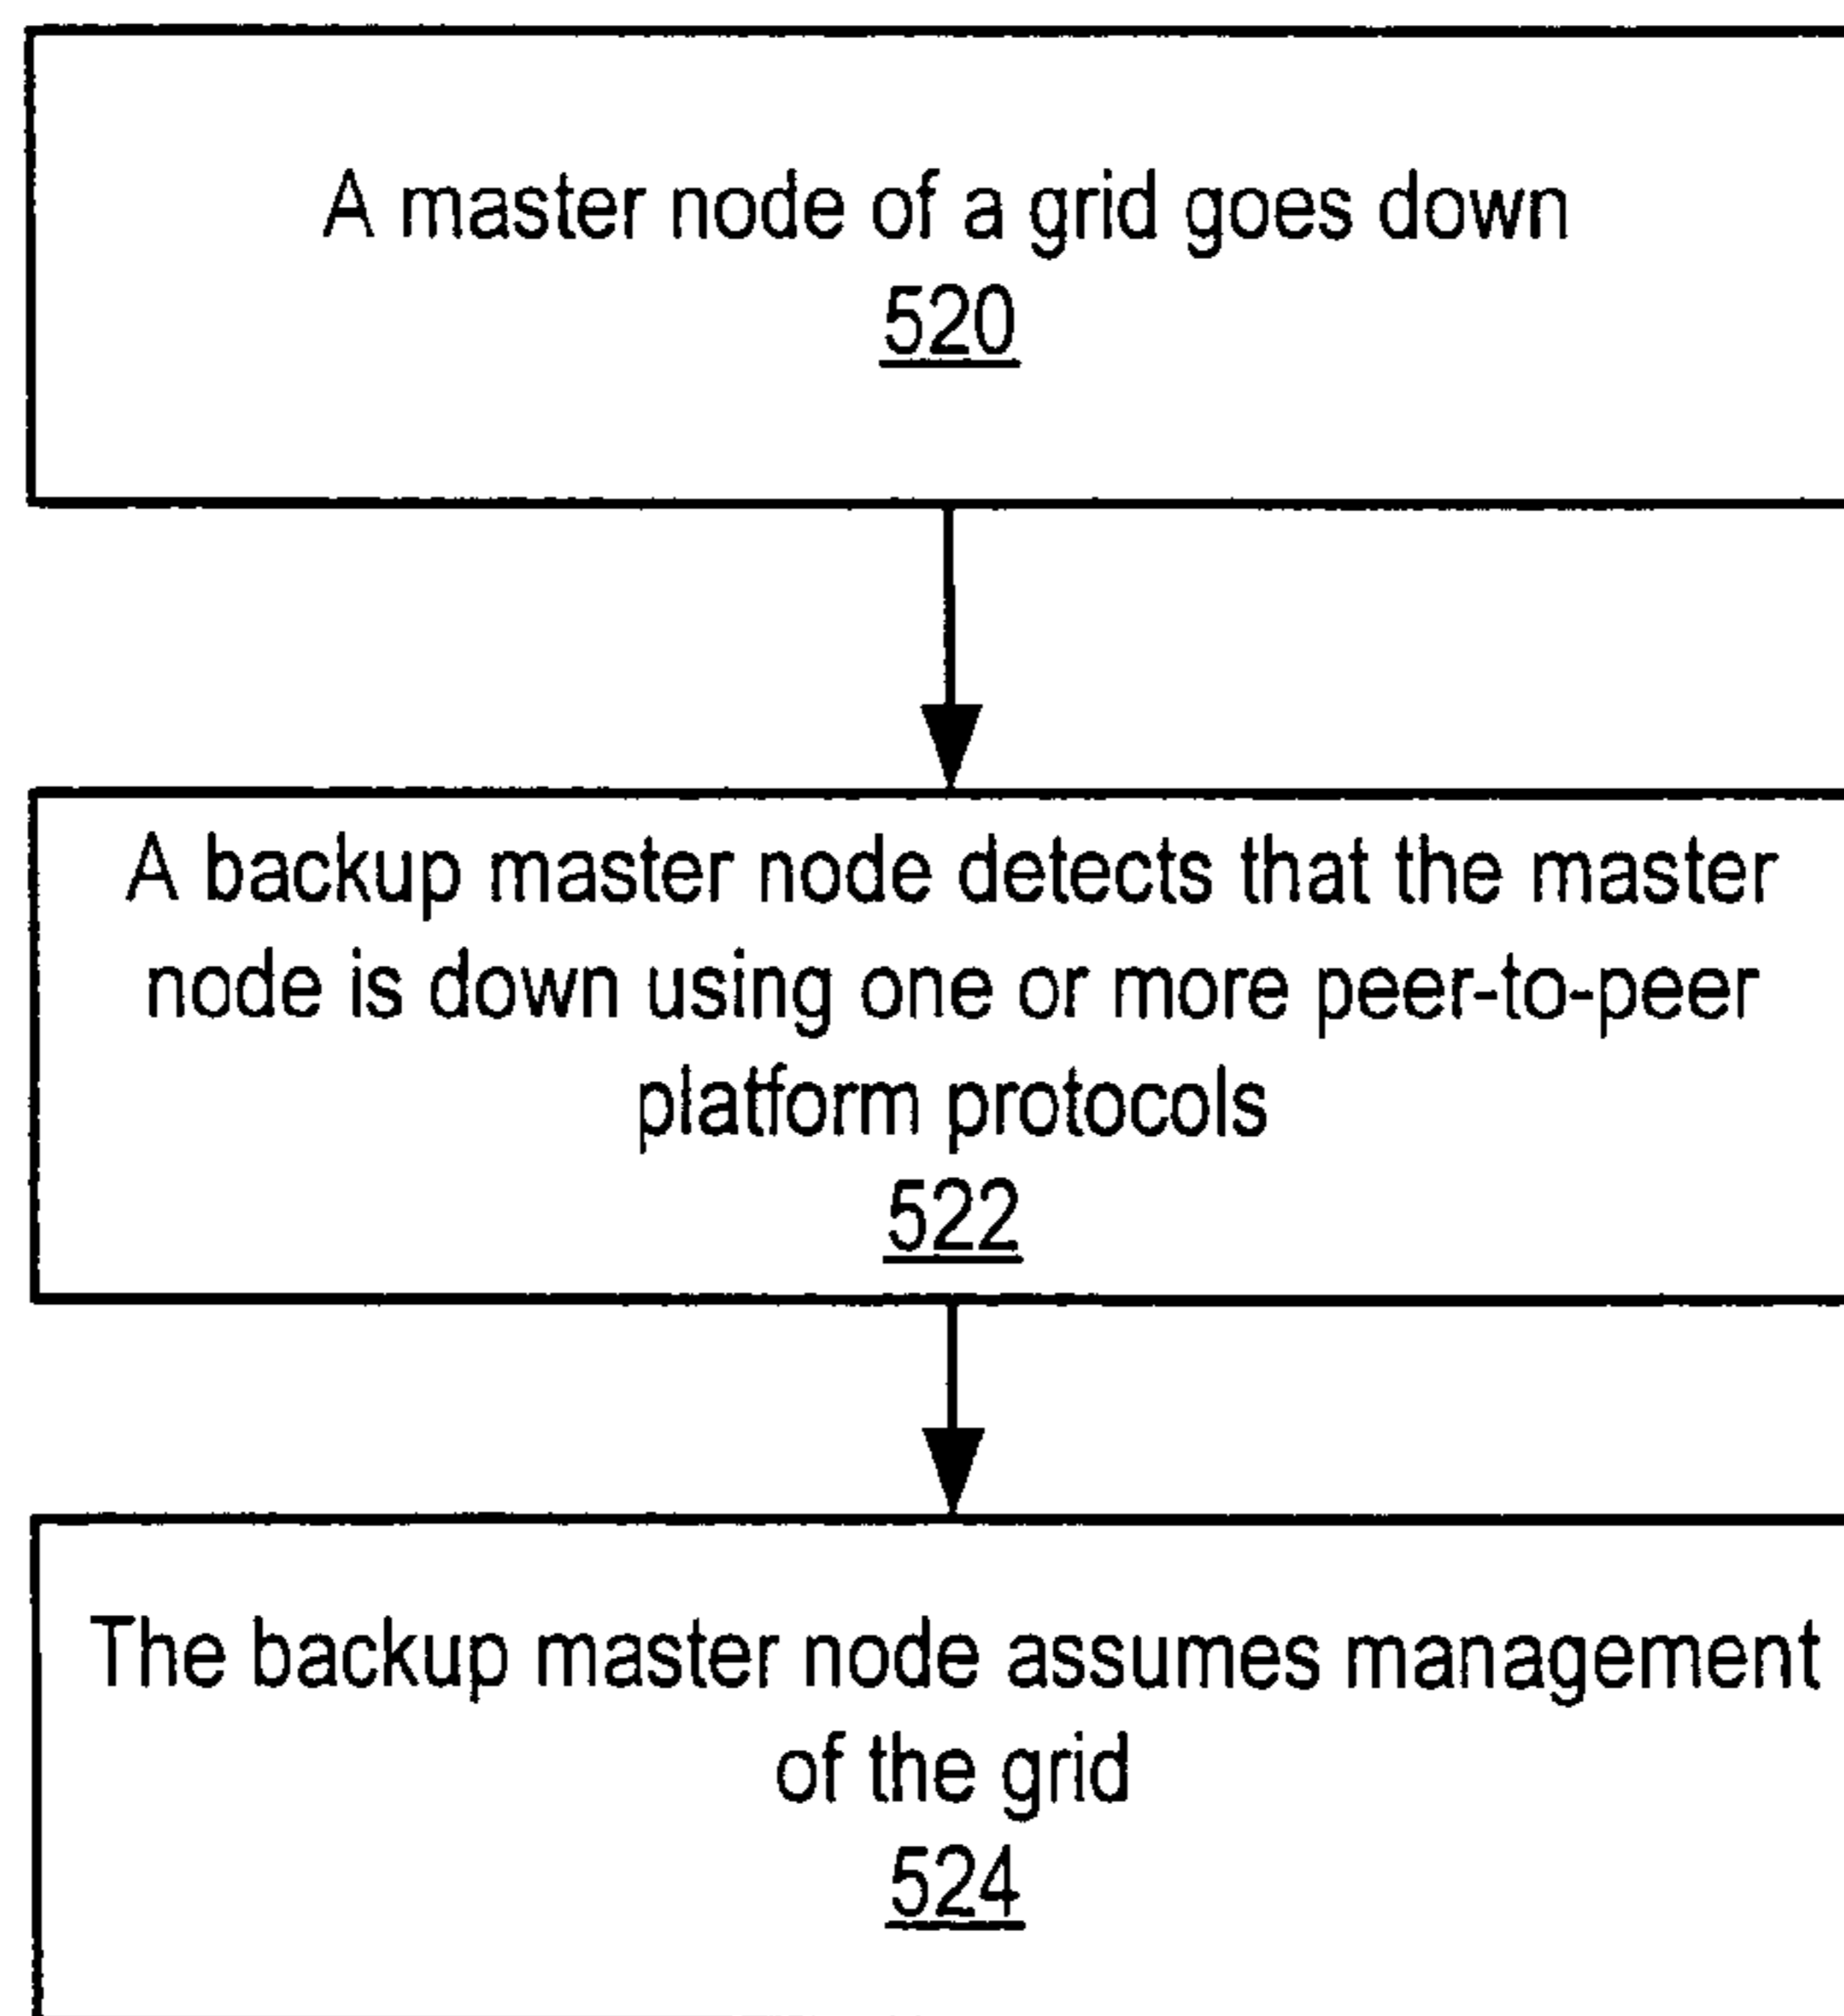 A master node of a grid goes down
520
A backup master node detects that the master
node is down using one or more peer-to-peer
platform protocols
522
The backup master node assumes management
of the grid
524